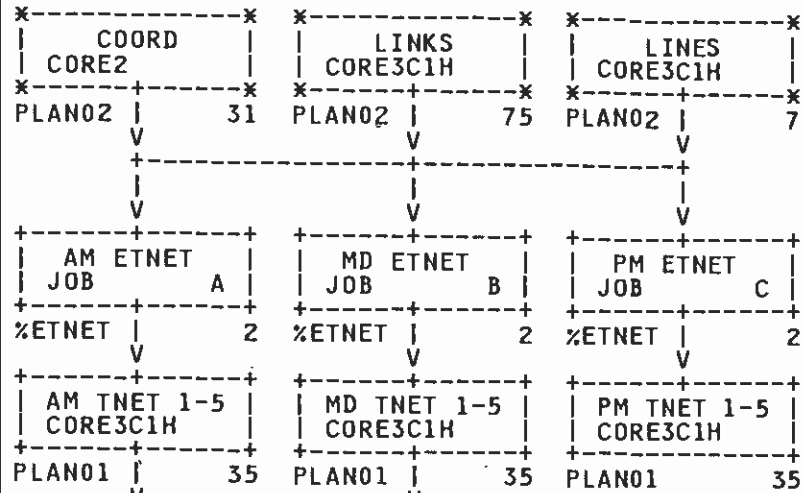 COORD LINKS LINES
CORE2 CORE3C1H CORE3C1H
PLAN02 31 PLAN02 75 PLAN02 7
AM ETNET MD ETNET PM ETNET
JOB A JOB B JOB C
%ETNET 2 %ETNET 2 %ETNET 2
AM TNET 1-5 MD TNET 1-5 PM TNET 1-5
CORE3C1H CORE3C1H CORE3C1H
PLAN01 35 PLAN01 35 PLAN01 35